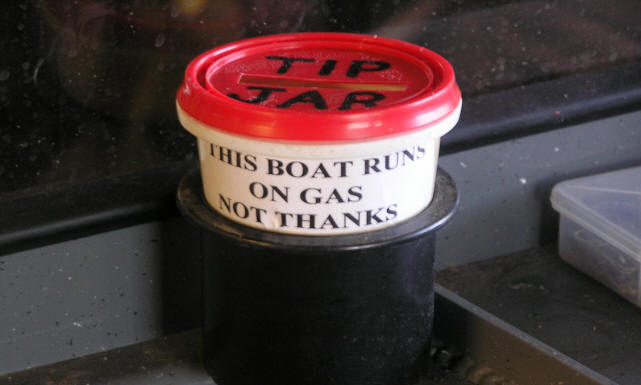 TIP
JAR
THIS BOAT RUNS
ON GAS
NOT THANKS